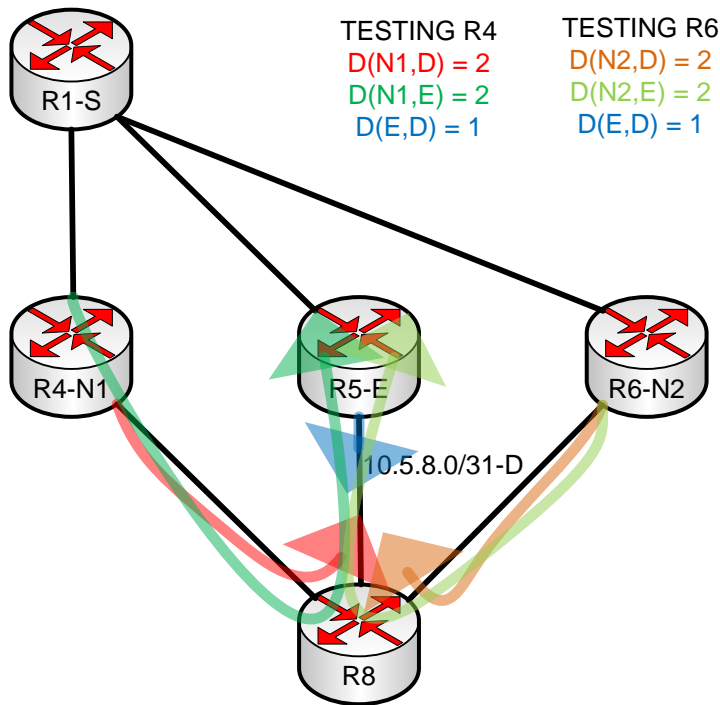 TESTING R4
D(N1,D) = 2
D(N1,E) = 2
D(E,D) = 1
TESTING R6
D(N2,D) = 2
D(N2,E) = 2
D(E,D) = 1
R1-S
R4-N1
R5-E
R6-N2
10.5.8.0/31-D
R8